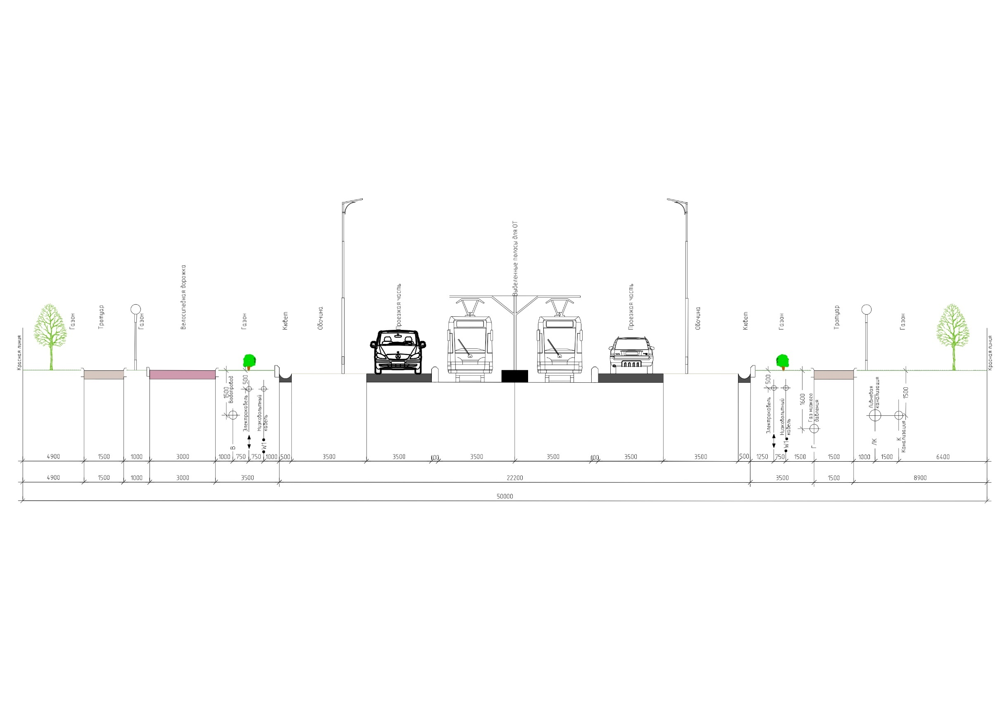 Выделенные полосы для ОТ
Велосипедная дорожка
Проезжая часть
Проезжая часть
Газон
Тротуар
Газон
Газон
Кювет
Обочина
Обочина
Кювет
Газон
Тротуар
Газон
Красная линия
Красная линия
1500
Водопровод
500
Электрокабель
Низковольтный
кабель
В
W1
500
Электрокабель
Низковольтный
кабель
W1
1600
Газ низкого
давления
Г
Ливневая
канализация
ЛК
1500
К
Канализация
4900 1500 1000 3000 1000 750 750 1000 500 3500 3500 100 3500 3500 100 3500 3500 500 1250 750 1500 1500 1000 1500 6400
4900 1500 1000 3000 3500 22200 3500 1500 8900
50000